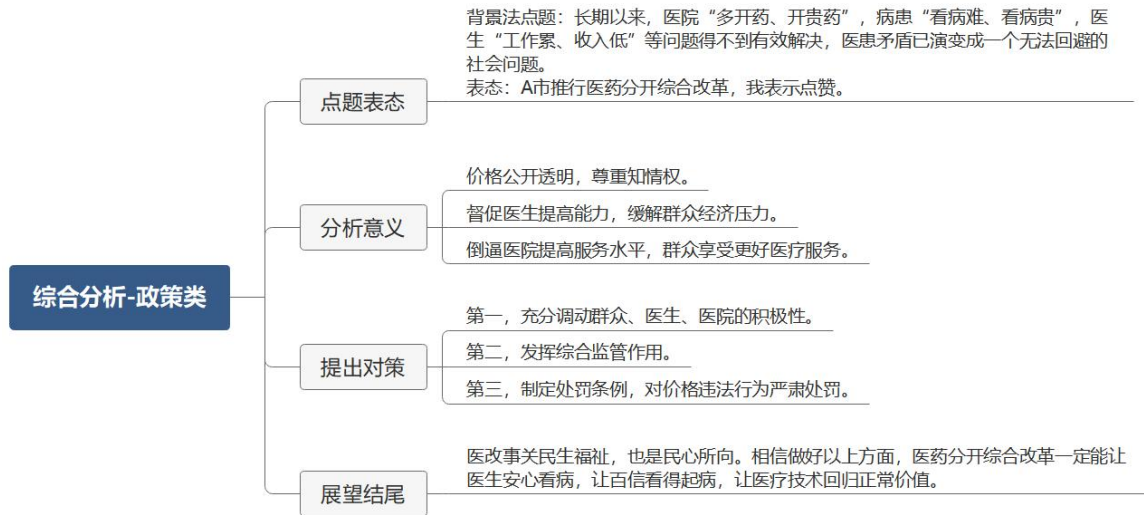 背景法点题：长期以来，医院“多开药、开贵药”，病患“看病难、看病贵”，医
生“工作累、收入低”等问题得不到有效解决，医患矛盾已演变成一个无法回避的
社会问题。
表态：A市推行医药分开综合改革，我表示点赞。
点题表态
价格公开透明，尊重知情权。
督促医生提高能力，缓解群众经济压力。
倒逼医院提高服务水平，群众享受更好医疗服务。
分析意义
综合分析-政策类
第一，充分调动群众、医生、医院的积极性。
第二，发挥综合监管作用。
第三，制定处罚条例，对价格违法行为严肃处罚。
提出对策
医改事关民生福祉，也是民心所向。相信做好以上方面，医药分开综合改革一定能让
医生安心看病，让百信看得起病，让医疗技术回归正常价值。
展望结尾